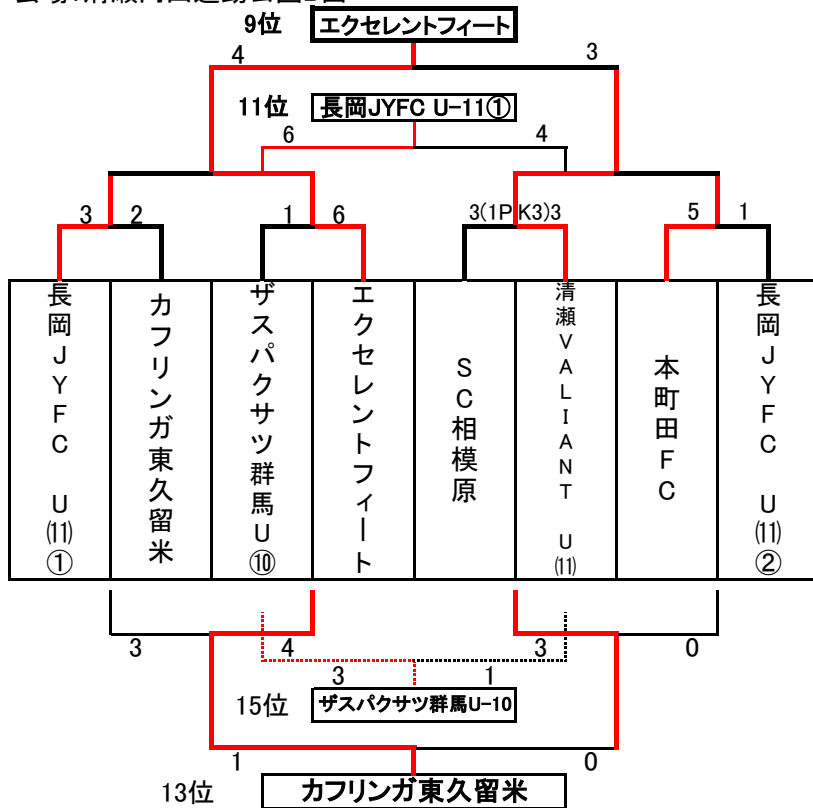 9位 エクセレントフィート
4 3
11位 長岡JYFC U-11①
6 4
3 2 1 6 3(1PK3)3 5 1
長岡JYFC U⑾①
カフリンガ東久留米
ザスパクサツ群馬U⑩
エクセレントフィート
SC相模原
清瀬VALIANT U⑾
本町田FC
長岡JYFC U⑾②
3 4 3 0
3 1
15位 ザスパクサツ群馬U-10
1 0
13位 カフリンガ東久留米